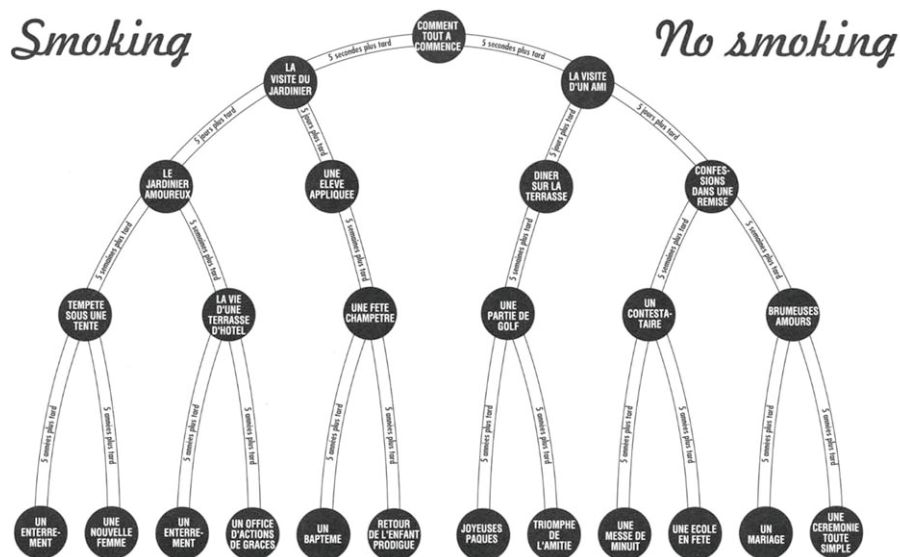 Smoking
No smoking
COMMENT
TOUT A
COMMENCE
5 secondes plus tard
5 secondes plus tard
LA
VISITE DU
JARDINIER
LA VISITE
D'UN AMI
5 jours plus tard
5 jours plus tard
5 jours plus tard
5 jours plus tard
LE
JARDINIER
AMOUREUX
UNE
ELEVE
APPLIQUEE
DINER
SUR LA
TERRASSE
CONFES-
SIONS
DANS UNE
REMISE
5 semaines plus tard
5 semaines plus tard
5 semaines plus tard
5 semaines plus tard
5 semaines plus tard
5 semaines plus tard
TEMPETE
SOUS UNE
TENTE
LA VIE
D'UNE
TERRASSE
D'HOTEL
UNE FETE
CHAMPETRE
UNE
PARTIE DE
GOLF
UN
CONTESTA-
TAIRE
BRUMEUSES
AMOURS
5 années plus tard
5 années plus tard
5 années plus tard
5 années plus tard
5 années plus tard
5 années plus tard
5 années plus tard
5 années plus tard
5 années plus tard
5 années plus tard
5 années plus tard
5 années plus tard
UN
ENTERRE-
MENT
UNE
NOUVELLE
FEMME
UN
ENTERRE-
MENT
UN OFFICE
D'ACTIONS
DE GRACES
UN
BAPTEME
RETOUR
DE L'ENFANT
PRODIGUE
JOYEUSES
PAQUES
TRIOMPHE
DE
L'AMITIE
UNE
MESSE DE
MINUIT
UNE ECOLE
EN FETE
UN
MARIAGE
UNE
CEREMONIE
TOUTE
SIMPLE